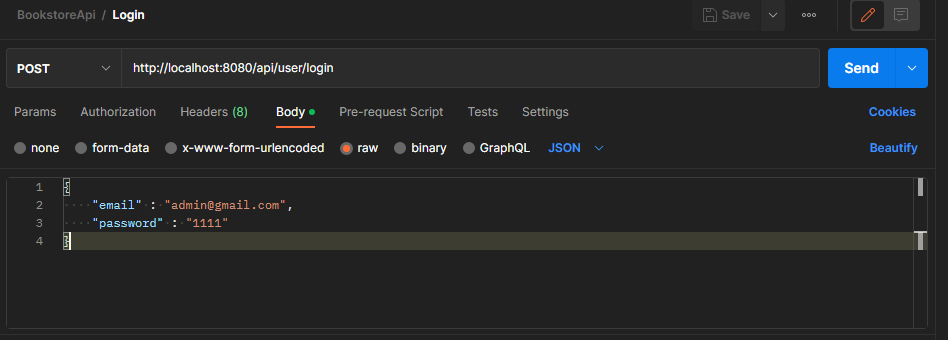 BookstoreApi / Login
Save
POST http://localhost:8080/api/user/login Send
Params Authorization Headers (8) Body Pre-request Script Tests Settings Cookies
none form-data x-www-form-urlencoded raw binary GraphQL JSON Beautify
1 {
2 "email" : "admin@gmail.com",
3 "password" : "1111"
4 }